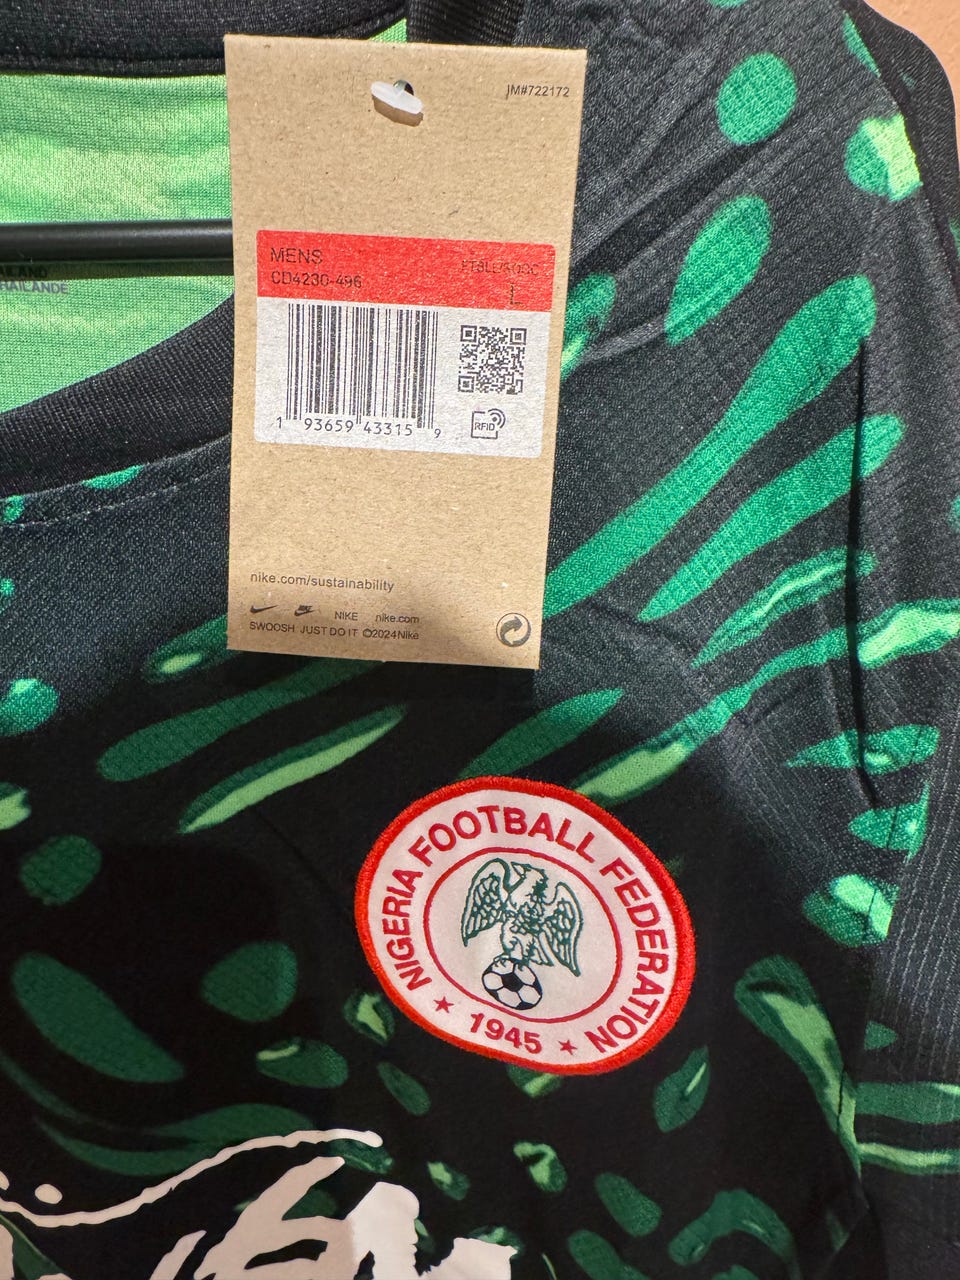 JM#722172
MENS
CD4230-496
L
1 93659 43315 9
RFID
nike.com/sustainability
NIKE nike.com
SWOOSH JUST DO IT ©2024Nike
NIGERIA FOOTBALL FEDERATION
★ 1945 ★